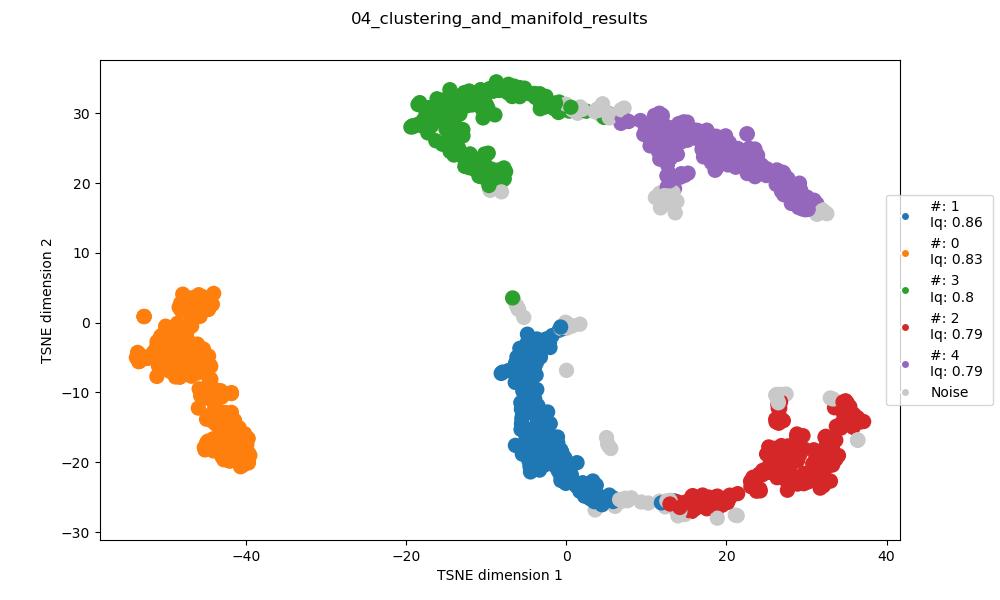 04_clustering_and_manifold_results
TSNE dimension 2
30
20
10
0
−10
−20
−30
−40
−20
0
20
40
TSNE dimension 1
#: 1
Iq: 0.86
#: 0
Iq: 0.83
#: 3
Iq: 0.8
#: 2
Iq: 0.79
#: 4
Iq: 0.79
Noise